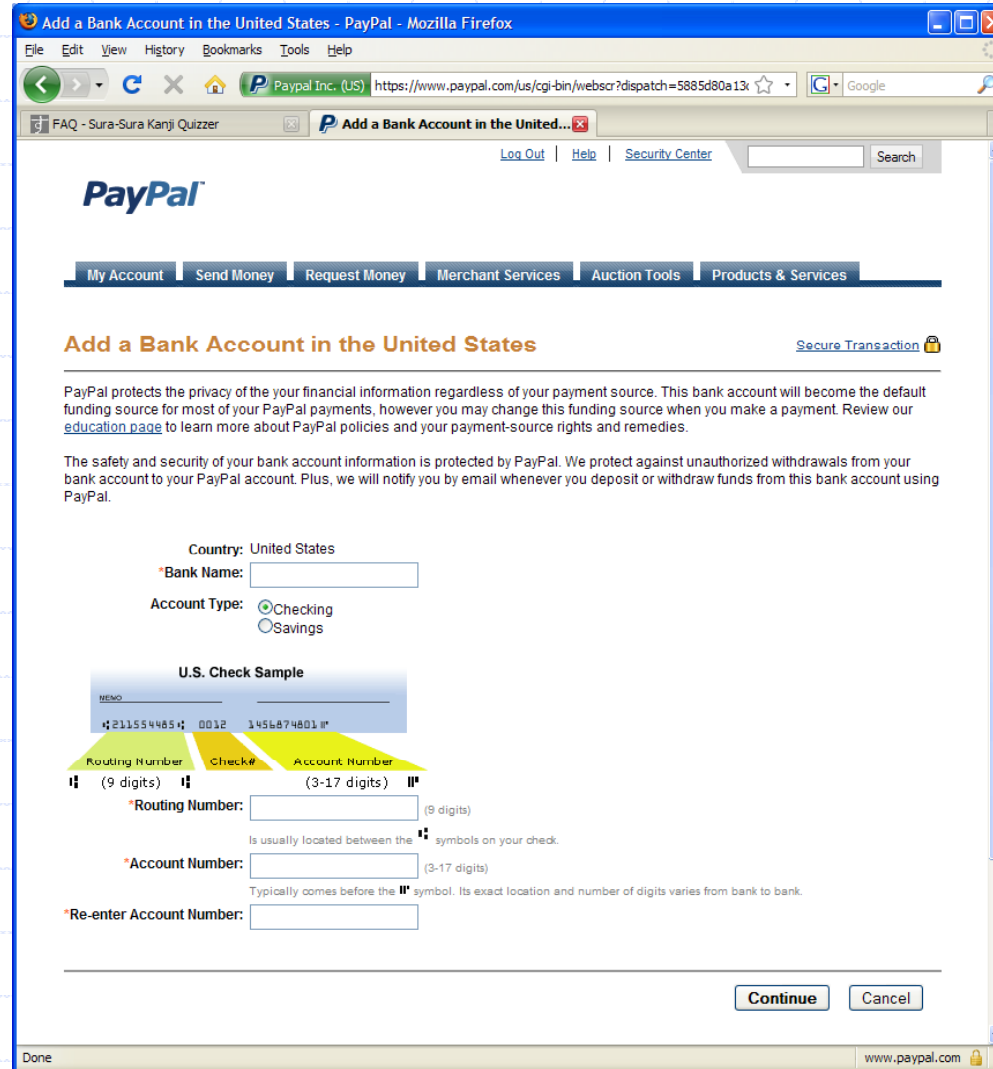 Add a Bank Account in the United States - PayPal - Mozilla Firefox
File Edit View History Bookmarks Tools Help
Paypal Inc. (US) https://www.paypal.com/us/cgi-bin/webscr?dispatch=5885d80a13c G Google
FAQ - Sura-Sura Kanji Quizzer P Add a Bank Account in the United...
Log Out | Help | Security Center Search
PayPal
My Account Send Money Request Money Merchant Services Auction Tools Products & Services
Add a Bank Account in the United States Secure Transaction
PayPal protects the privacy of the your financial information regardless of your payment source. This bank account will become the default
funding source for most of your PayPal payments, however you may change this funding source when you make a payment. Review our
education page to learn more about PayPal policies and your payment-source rights and remedies.
The safety and security of your bank account information is protected by PayPal. We protect against unauthorized withdrawals from your
bank account to your PayPal account. Plus, we will notify you by email whenever you deposit or withdraw funds from this bank account using
PayPal.
Country: United States
*Bank Name:
Account Type: Checking
Savings
U.S. Check Sample
MEMO
⑆211554485⑆ 0012 1456874801⑈
Routing Number Check# Account Number
⑆ (9 digits) ⑆ (3-17 digits) ⑈
*Routing Number: (9 digits)
Is usually located between the ⑆ symbols on your check.
*Account Number: (3-17 digits)
Typically comes before the ⑈ symbol. Its exact location and number of digits varies from bank to bank.
*Re-enter Account Number:
Continue Cancel
Done www.paypal.com